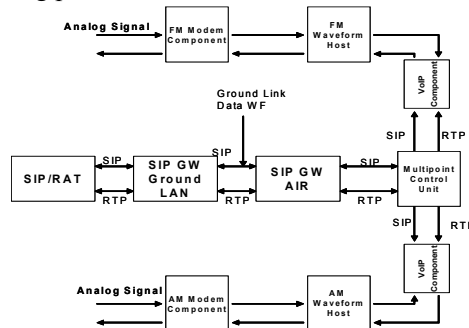 Analog Signal
FM Modem
Component
FM
Waveform
Host
VoIP
Component
Ground Link
Data WF
SIP
RTP
SIP
SIP
SIP
SIP/RAT
SIP GW
Ground
LAN
SIP GW
AIR
Multipoint
Control
Unit
RTP
RTP
RTP
SIP
RTP
VoIP
Component
Analog Signal
AM Modem
Component
AM
Waveform
Host